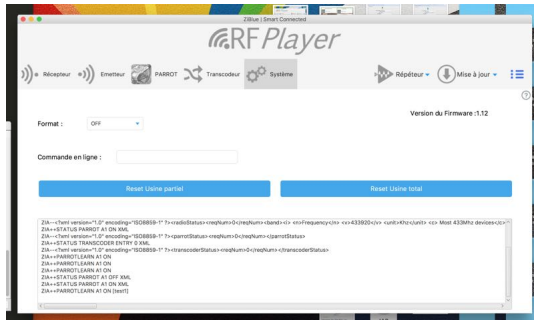 ZiBlue | Smart Connected
RFPlayer
Récepteur
Emetteur
PARROT
Transcodeur
Système
Répéteur
Mise à jour
Version du Firmware :1.12
Format :
OFF
Commande en ligne :
Reset Usine partiel
Reset Usine total
ZIA--<?xml version="1.0" encoding="ISO8859-1" ?><radioStatus><reqNum>0</reqNum><band><i> <n>Frequency</n> <v>433920</v> <unit>Khz</unit> <c> Most 433Mhz devices</c>
ZIA++STATUS PARROT A1 ON XML
ZIA--<?xml version="1.0" encoding="ISO8859-1" ?><parrotStatus><reqNum>0</reqNum></parrotStatus>
ZIA++STATUS TRANSCODER ENTRY 0 XML
ZIA--<?xml version="1.0" encoding="ISO8859-1" ?><transcoderStatus><reqNum>0</reqNum></transcoderStatus>
ZIA++PARROTLEARN A1 ON
ZIA++PARROTLEARN A1 ON
ZIA++PARROTLEARN A1 ON
ZIA++STATUS PARROT A1 OFF XML
ZIA++STATUS PARROT A1 ON XML
ZIA++PARROTLEARN A1 ON [test1]